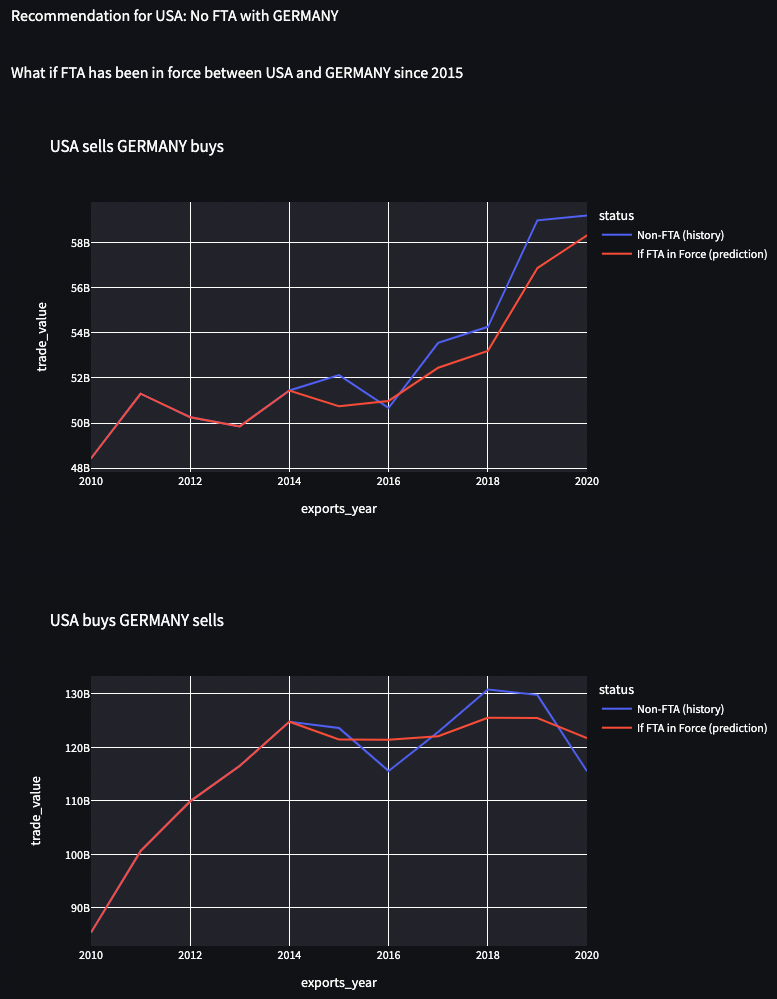 Recommendation for USA: No FTA with GERMANY
What if FTA has been in force between USA and GERMANY since 2015
USA sells GERMANY buys
status
Non-FTA (history)
If FTA in Force (prediction)
trade_value
58B
56B
54B
52B
50B
48B
2010
2012
2014
2016
2018
2020
exports_year
USA buys GERMANY sells
status
Non-FTA (history)
If FTA in Force (prediction)
trade_value
130B
120B
110B
100B
90B
2010
2012
2014
2016
2018
2020
exports_year